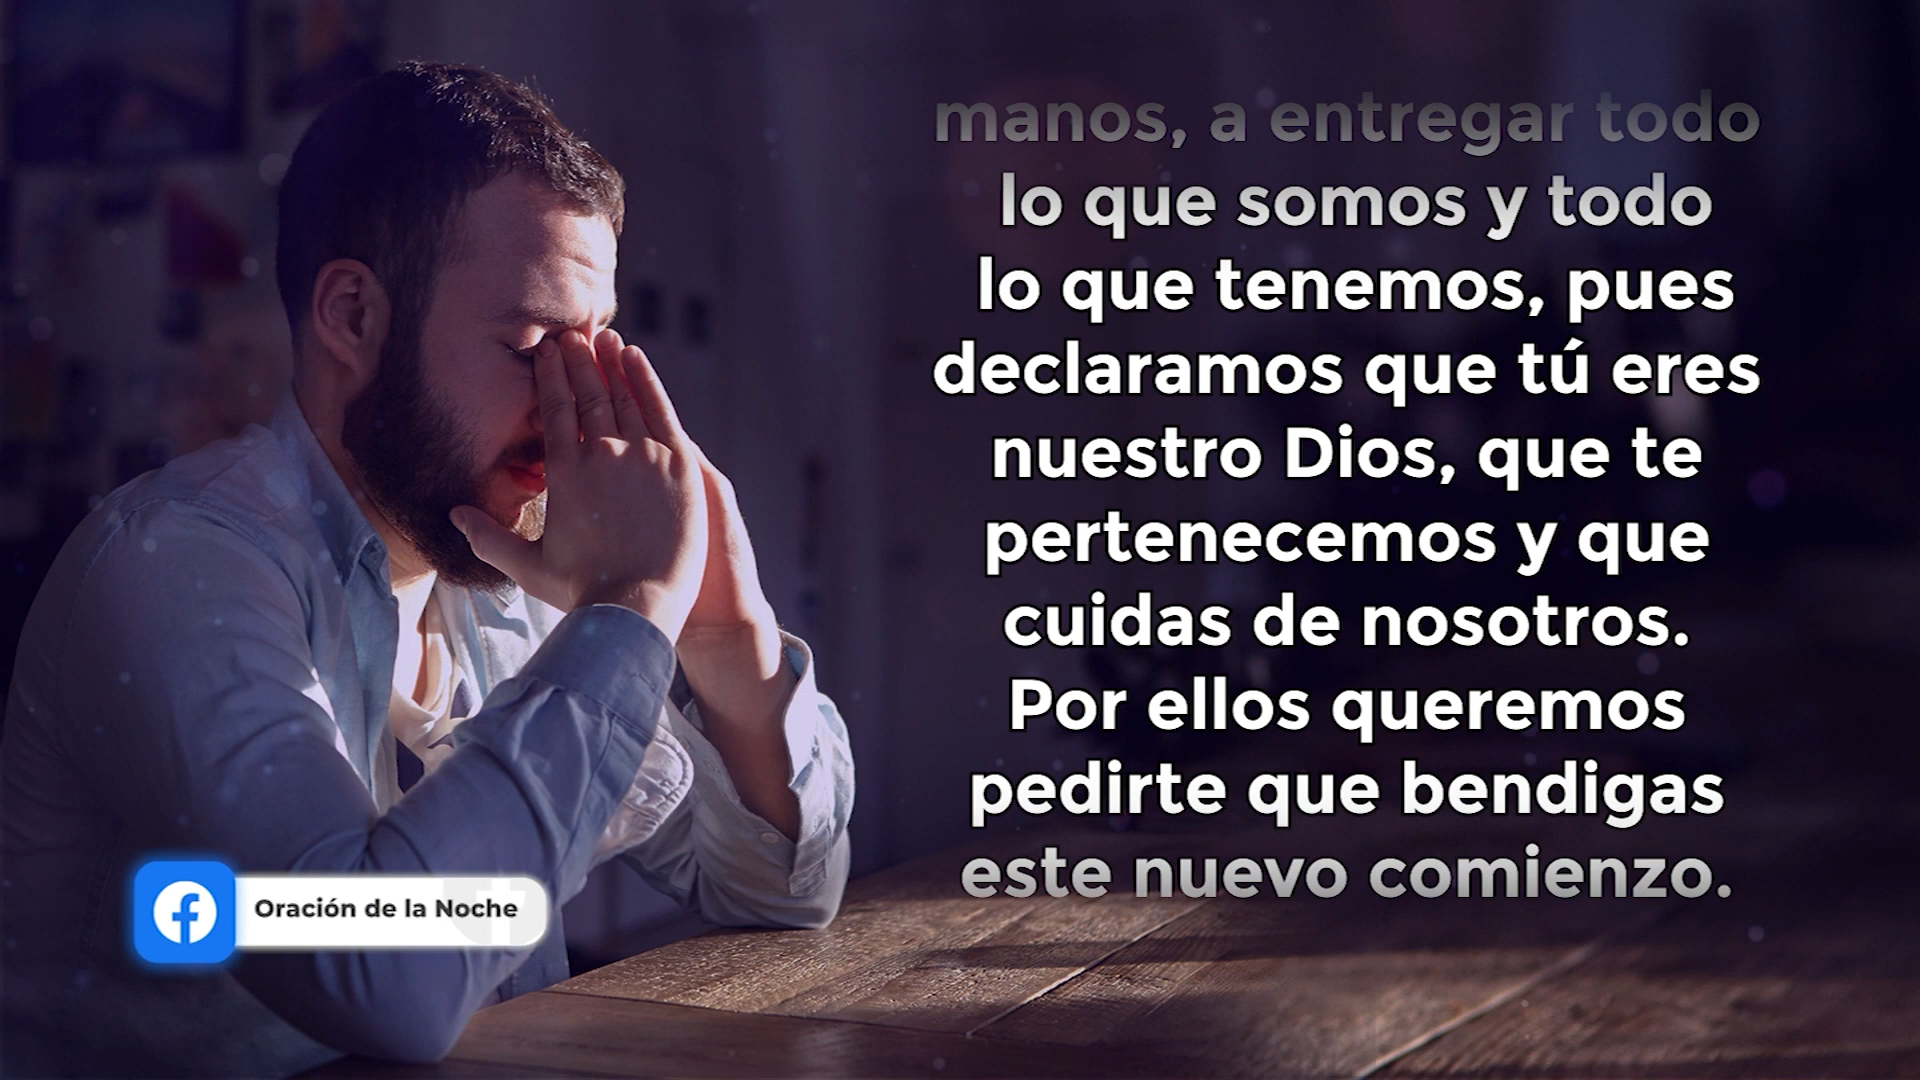 manos, a entregar todo
lo que somos y todo
lo que tenemos, pues
declaramos que tú eres
nuestro Dios, que te
pertenecemos y que
cuidas de nosotros.
Por ellos queremos
pedirte que bendigas
este nuevo comienzo.
Oración de la Noche